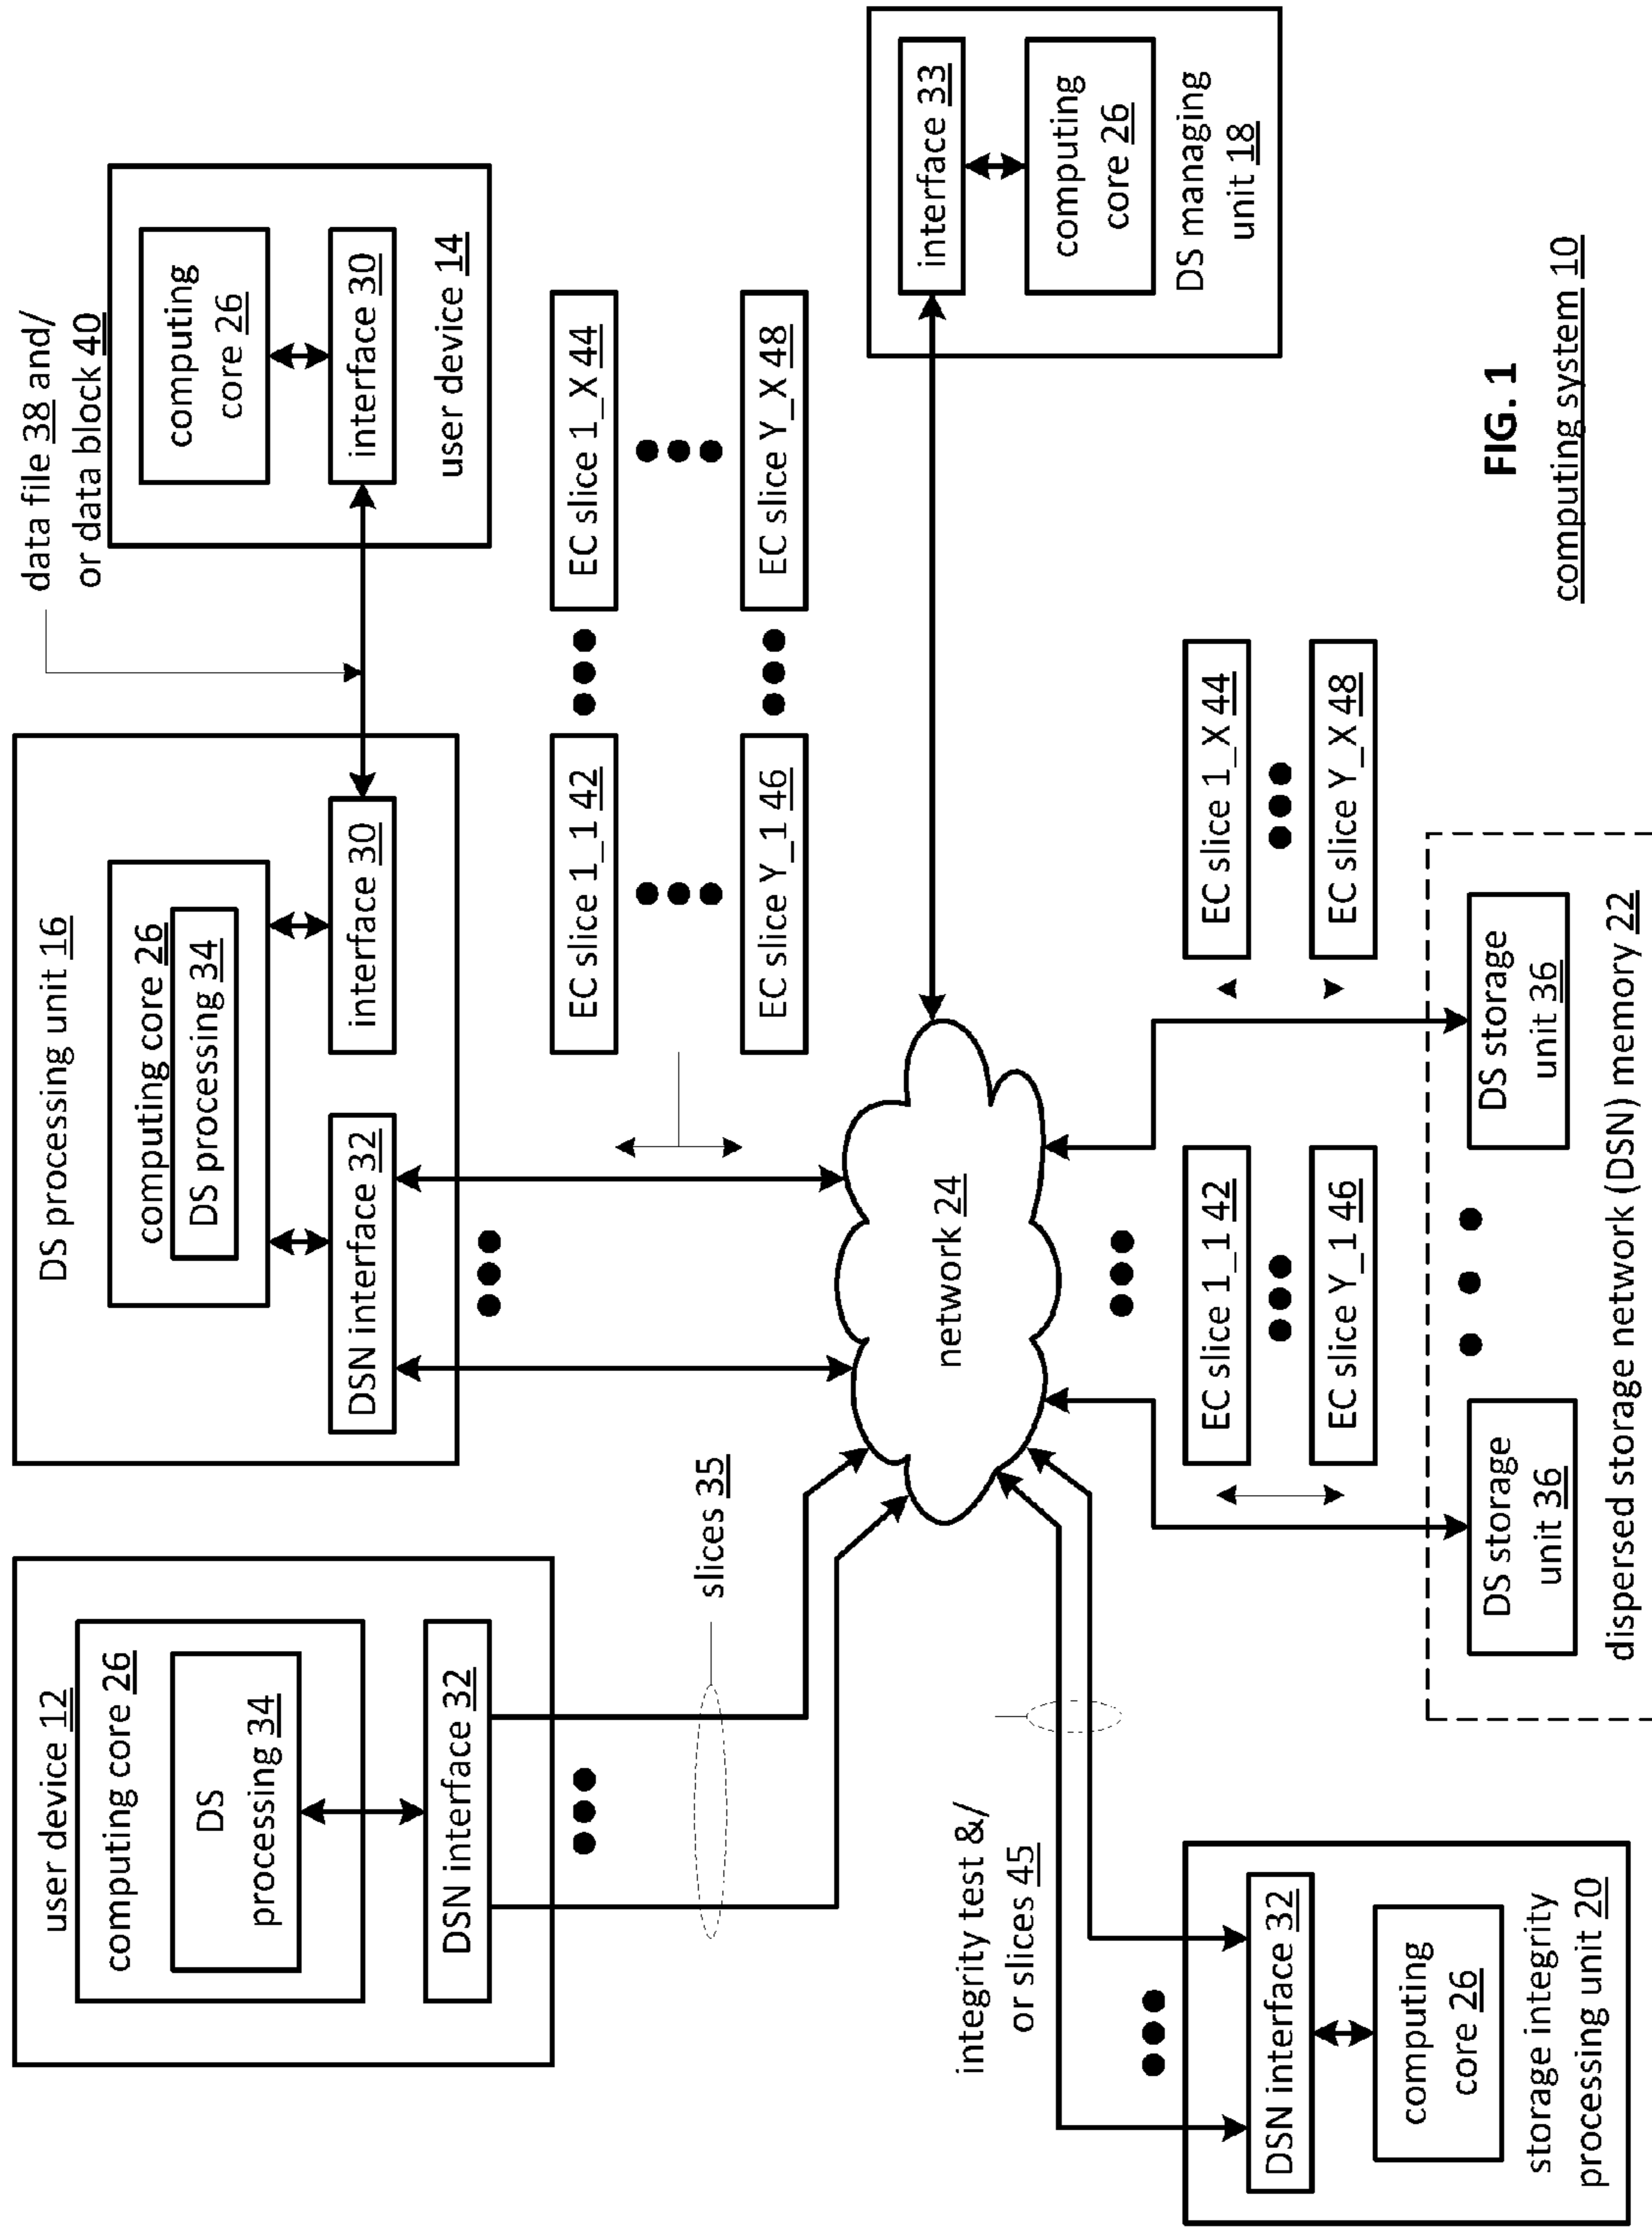 user device 12
computing core 26
DS
processing 34
DSN interface 32
DS processing unit 16
computing core 26
DS processing 34
DSN interface 32
interface 30
data file 38 and/
or data block 40
computing
core 26
interface 30
user device 14
slices 35
EC slice 1_1 42
EC slice 1_X 44
EC slice Y_1 46
EC slice Y_X 48
network 24
integrity test &/
or slices 45
DSN interface 32
computing
core 26
storage integrity
processing unit 20
EC slice 1_1 42
EC slice 1_X 44
EC slice Y_1 46
EC slice Y_X 48
DS storage
unit 36
DS storage
unit 36
dispersed storage network (DSN) memory 22
interface 33
computing
core 26
DS managing
unit 18
FIG. 1
computing system 10